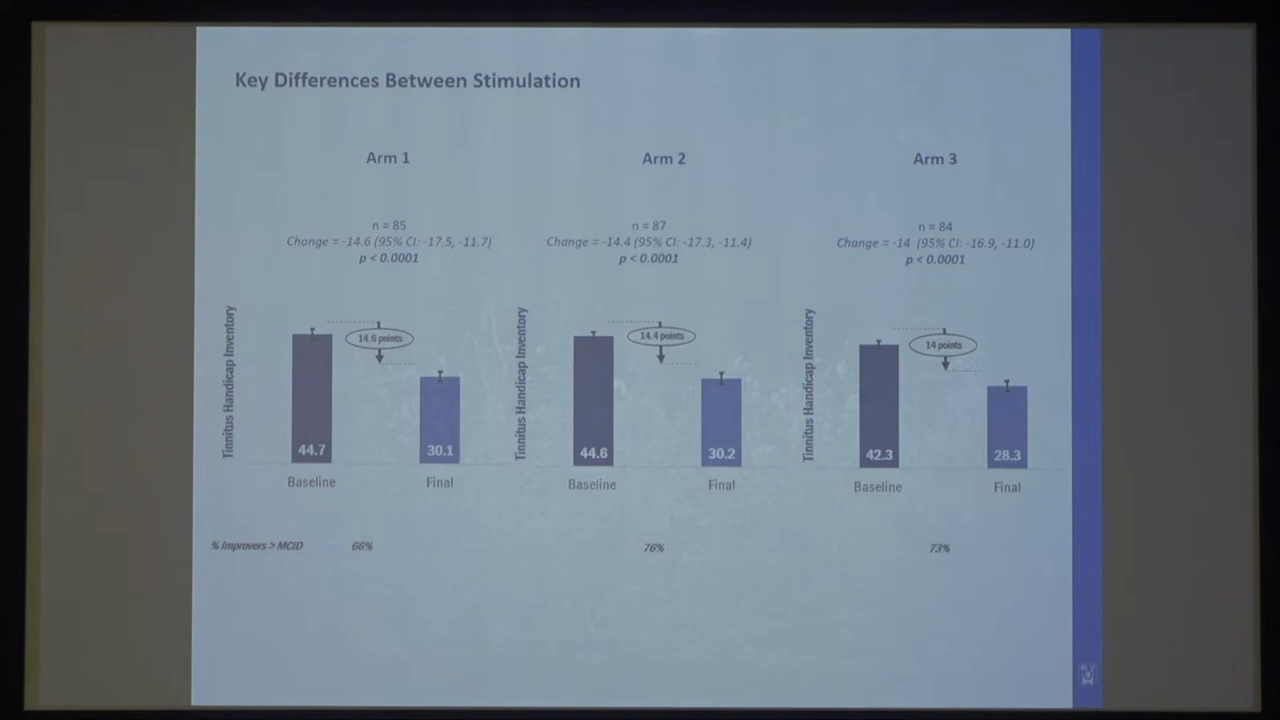 Key Differences Between Stimulation
Arm 1
n = 85
Change = -14.6 (95% CI: -17.5, -11.7)
p < 0.0001
Tinnitus Handicap Inventory
14.6 points
44.7
30.1
Baseline
Final
Arm 2
n = 87
Change = -14.4 (95% CI: -17.3, -11.4)
p < 0.0001
Tinnitus Handicap Inventory
14.4 points
44.6
30.2
Baseline
Final
Arm 3
n = 84
Change = -14 (95% CI: -16.9, -11.0)
p < 0.0001
Tinnitus Handicap Inventory
14 points
42.3
28.3
Baseline
Final
% Improvers > MCID 66% 76% 73%